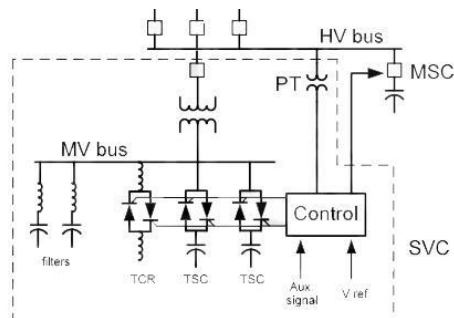 HV bus
PT
MSC
MV bus
Control
SVC
filters
TCR
TSC
TSC
Aux
signal
V ref